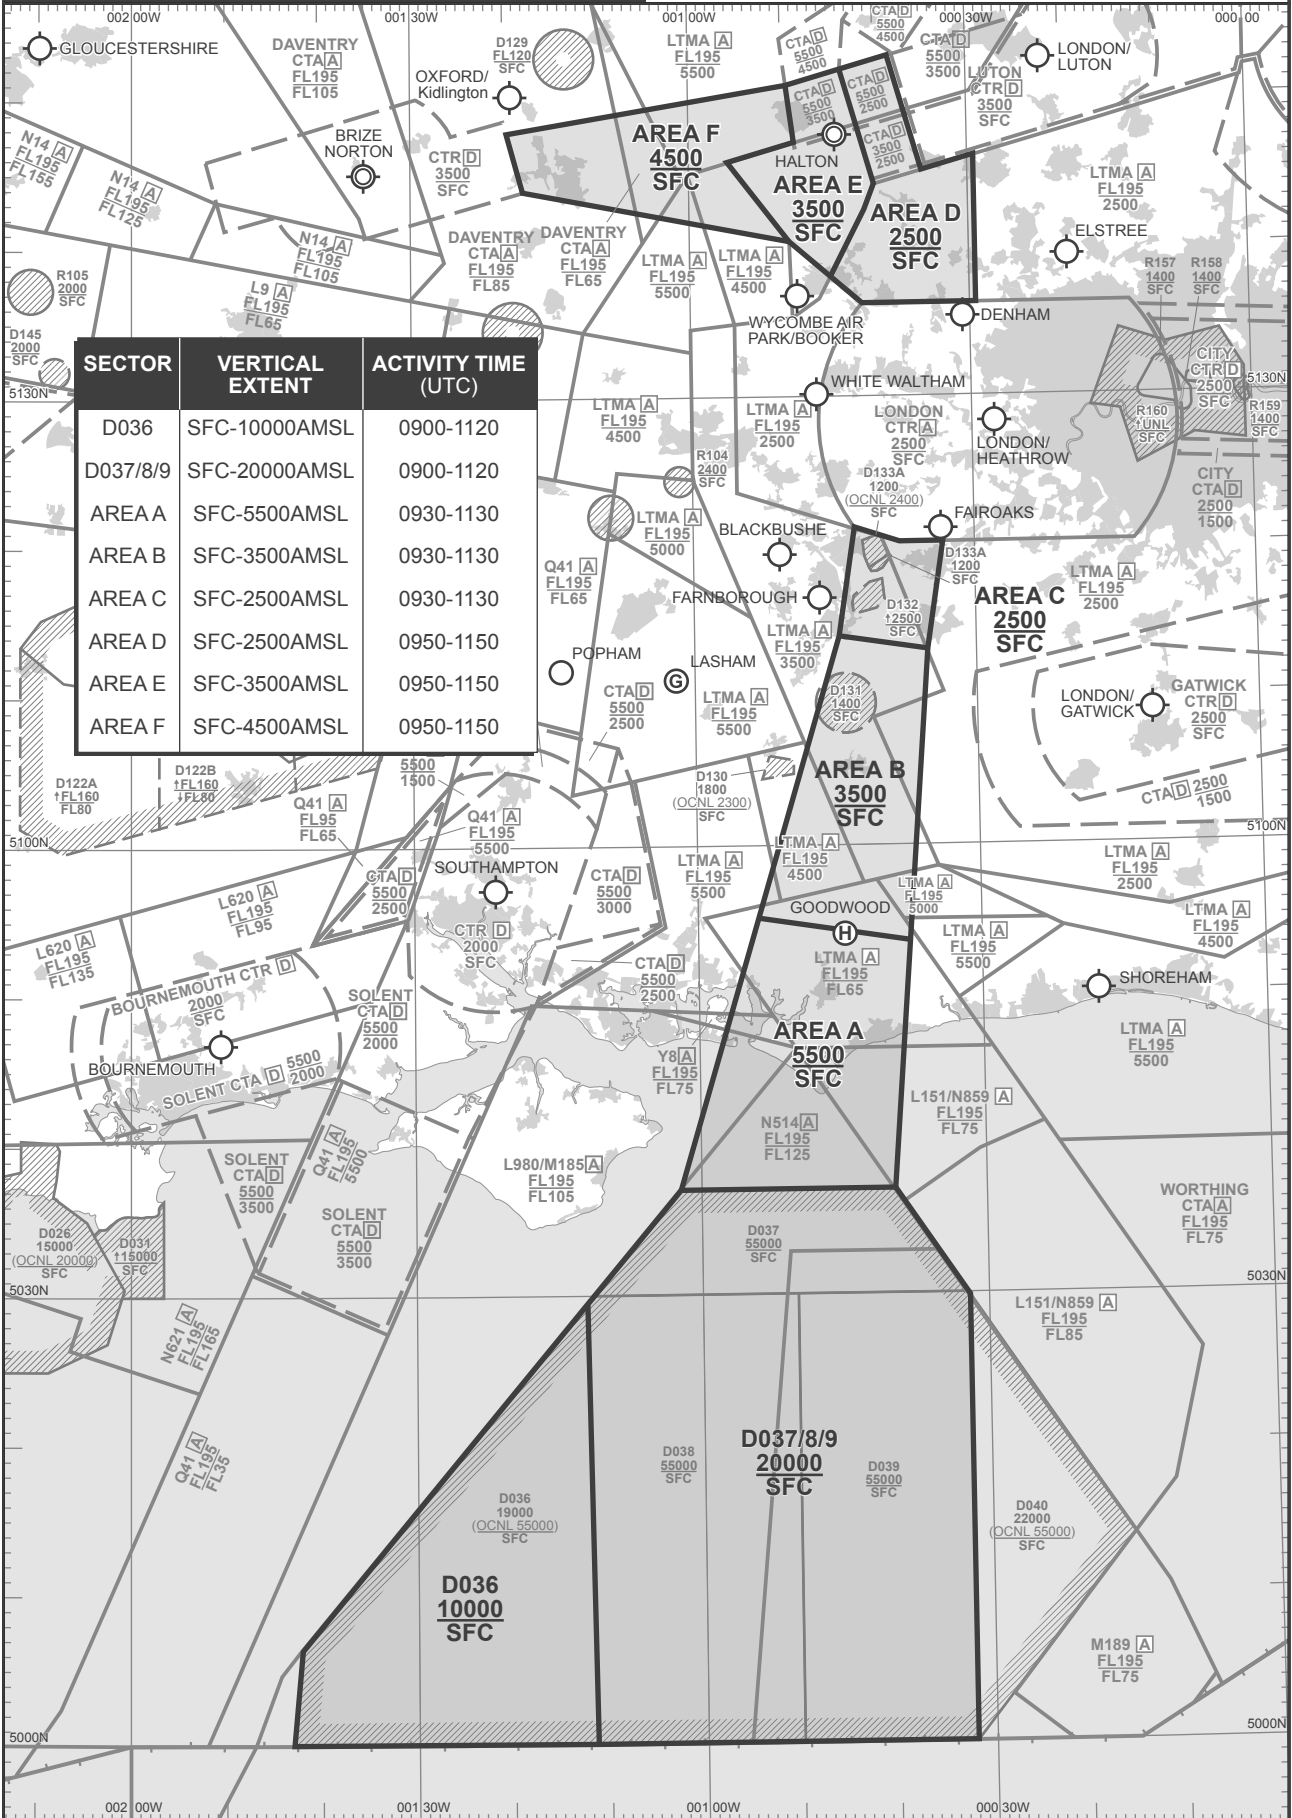 002 00W
001 30W
001 00W
000 30W
000 00
GLOUCESTERSHIRE
DAVENTRY
CTA A
FL195
FL105
D129
FL120
SFC
OXFORD/
Kidlington
LTMA A
FL195
5500
CTA D
5500
4500
CTA D
5500
4500
CTA D
5500
3500
LONDON/
LUTON
LUTON
CTR D
3500
SFC
N14 A
FL195
FL155
N14 A
FL195
FL125
BRIZE
NORTON
CTR D
3500
SFC
AREA F
4500
SFC
CTA D
5500
3500
CTA D
5500
2500
CTA D
3500
2500
HALTON
AREA E
3500
SFC
AREA D
2500
SFC
LTMA A
FL195
2500
ELSTREE
N14 A
FL195
FL105
DAVENTRY
CTA A
FL195
FL85
DAVENTRY
CTA A
FL195
FL65
LTMA A
FL195
5500
LTMA A
FL195
4500
R157
1400
SFC
R158
1400
SFC
R105
2000
SFC
L9 A
FL195
FL65
WYCOMBE AIR
PARK/BOOKER
DENHAM
D145
2000
SFC
5130N
5130N
SECTOR VERTICAL EXTENT ACTIVITY TIME (UTC)
D036 SFC-10000AMSL 0900-1120
D037/8/9 SFC-20000AMSL 0900-1120
AREA A SFC-5500AMSL 0930-1130
AREA B SFC-3500AMSL 0930-1130
AREA C SFC-2500AMSL 0930-1130
AREA D SFC-2500AMSL 0950-1150
AREA E SFC-3500AMSL 0950-1150
AREA F SFC-4500AMSL 0950-1150
WHITE WALTHAM
LTMA A
FL195
4500
LTMA A
FL195
2500
LONDON
CTR A
2500
SFC
LONDON/
HEATHROW
CITY
CTR D
2500
SFC
R159
1400
SFC
R160
↑UNL
SFC
CITY
CTA D
2500
1500
R104
2400
SFC
D133A
1200
(OCNL 2400)
SFC
LTMA A
FL195
5000
BLACKBUSHE
FAIROAKS
D133A
1200
SFC
Q41 A
FL195
FL65
FARNBOROUGH
D132
↑2500
SFC
AREA C
2500
SFC
LTMA A
FL195
2500
LTMA A
FL195
3500
POPHAM
G
LASHAM
CTA D
5500
2500
LTMA A
FL195
5500
D131
1400
SFC
LONDON/
GATWICK
GATWICK
CTR D
2500
SFC
CTA D 2500
1500
D122A
↑FL160
FL80
D122B
↑FL160
↓FL80
5500
1500
D130
1800
(OCNL 2300)
SFC
AREA B
3500
SFC
Q41 A
FL95
FL65
Q41 A
FL195
5500
5100N
5100N
SOUTHAMPTON
CTA D
5500
2500
CTA D
5500
3000
LTMA A
FL195
5500
LTMA A
FL195
4500
LTMA A
FL195
5000
LTMA A
FL195
2500
L620 A
FL195
FL95
L620 A
FL195
FL135
CTR D
2000
SFC
GOODWOOD
H
LTMA A
FL195
FL65
LTMA A
FL195
5500
LTMA A
FL195
4500
CTA D
5500
2500
SHOREHAM
BOURNEMOUTH CTR D
2000
SFC
SOLENT
CTA D
5500
2000
BOURNEMOUTH
SOLENT CTA D 5500
2000
AREA A
5500
SFC
LTMA A
FL195
5500
Y8 A
FL195
FL75
L151/N859 A
FL195
FL75
N514 A
FL195
FL125
Q41 A
FL195
5500
SOLENT
CTA D
5500
3500
L980/M185 A
FL195
FL105
SOLENT
CTA D
5500
3500
WORTHING
CTA A
FL195
FL75
D026
15000
(OCNL 20000)
SFC
D031
↑15000
SFC
D037
55000
SFC
5030N
5030N
L151/N859 A
FL195
FL85
N621 A
FL195
FL165
Q41 A
FL195
FL35
D038
55000
SFC
D037/8/9
20000
SFC
D039
55000
SFC
D036
19000
(OCNL 55000)
SFC
D040
22000
(OCNL 55000)
SFC
D036
10000
SFC
M189 A
FL195
FL75
5000N
5000N
002 00W
001 30W
001 00W
000 30W